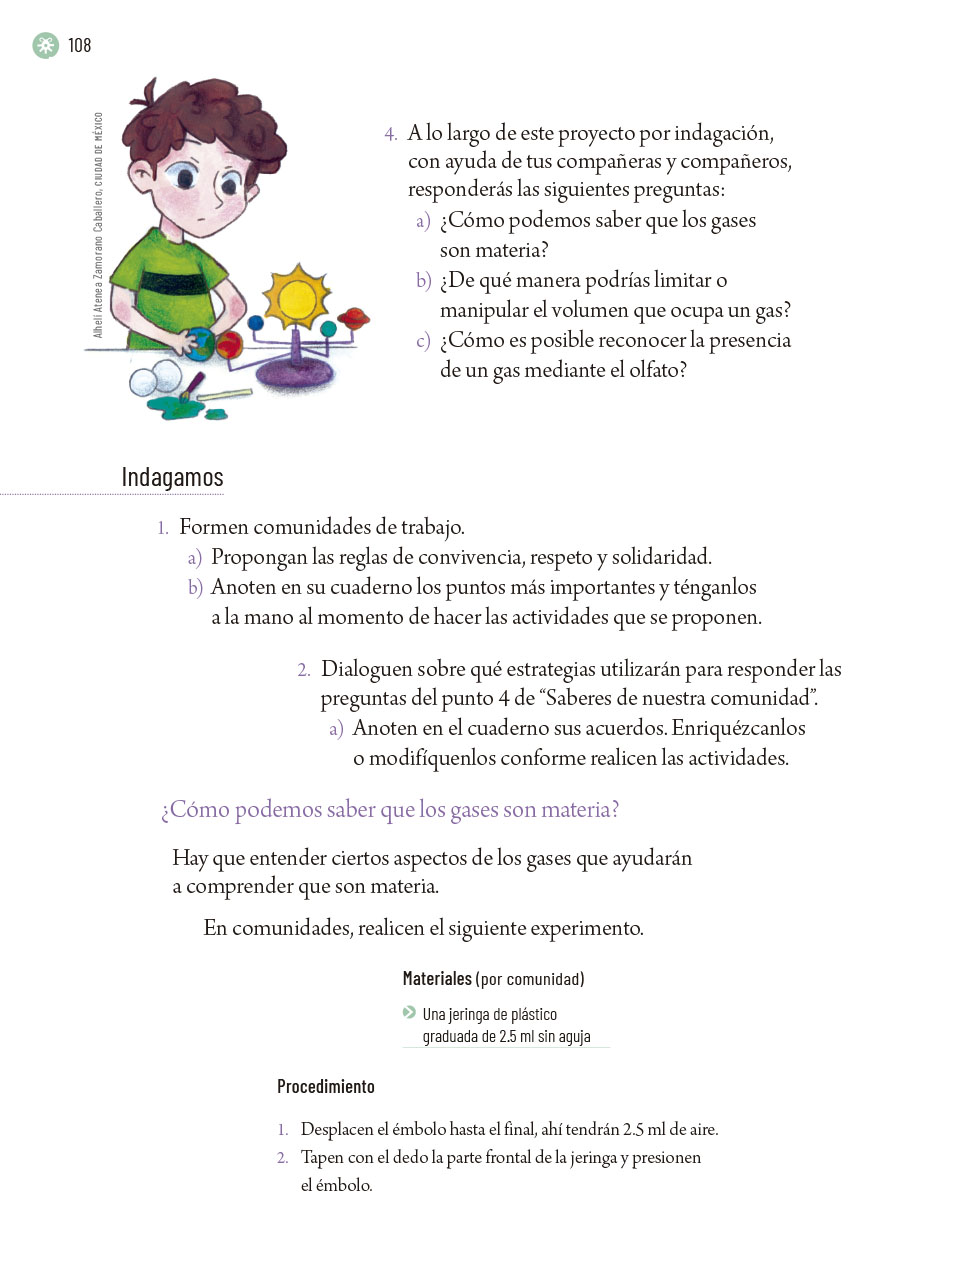 108
Alhelí Atenea Zamorano Caballero, CIUDAD DE MÉXICO
4. A lo largo de este proyecto por indagación,
con ayuda de tus compañeras y compañeros,
responderás las siguientes preguntas:
a) ¿Cómo podemos saber que los gases
son materia?
b) ¿De qué manera podrías limitar o
manipular el volumen que ocupa un gas?
c) ¿Cómo es posible reconocer la presencia
de un gas mediante el olfato?
Indagamos
1. Formen comunidades de trabajo.
a) Propongan las reglas de convivencia, respeto y solidaridad.
b) Anoten en su cuaderno los puntos más importantes y ténganlos
a la mano al momento de hacer las actividades que se proponen.
2. Dialoguen sobre qué estrategias utilizarán para responder las
preguntas del punto 4 de “Saberes de nuestra comunidad”.
a) Anoten en el cuaderno sus acuerdos. Enriquézcanlos
o modifíquenlos conforme realicen las actividades.
¿Cómo podemos saber que los gases son materia?
Hay que entender ciertos aspectos de los gases que ayudarán
a comprender que son materia.
En comunidades, realicen el siguiente experimento.
Materiales (por comunidad)
Una jeringa de plástico
graduada de 2.5 ml sin aguja
Procedimiento
1. Desplacen el émbolo hasta el final, ahí tendrán 2.5 ml de aire.
2. Tapen con el dedo la parte frontal de la jeringa y presionen
el émbolo.